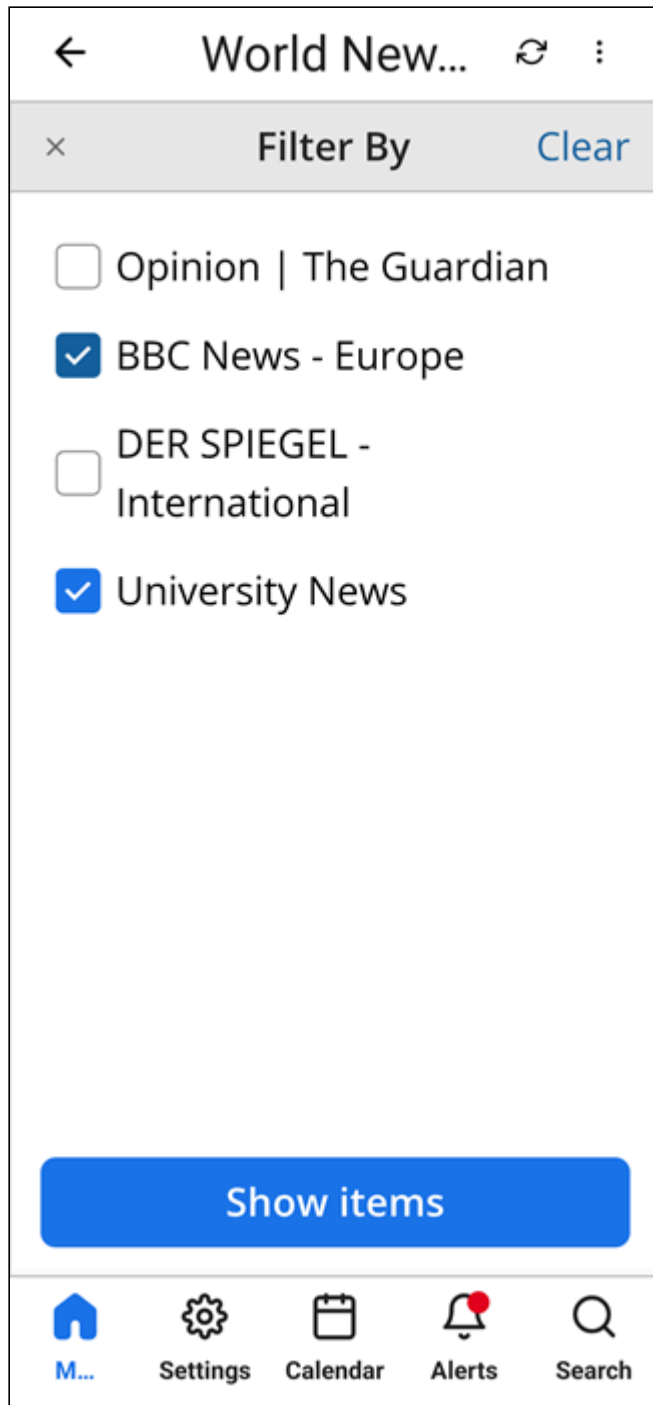 World New...
Filter By
Clear
Opinion | The Guardian
BBC News - Europe
DER SPIEGEL -
International
University News
Show items
M...
Settings
Calendar
Alerts
Search